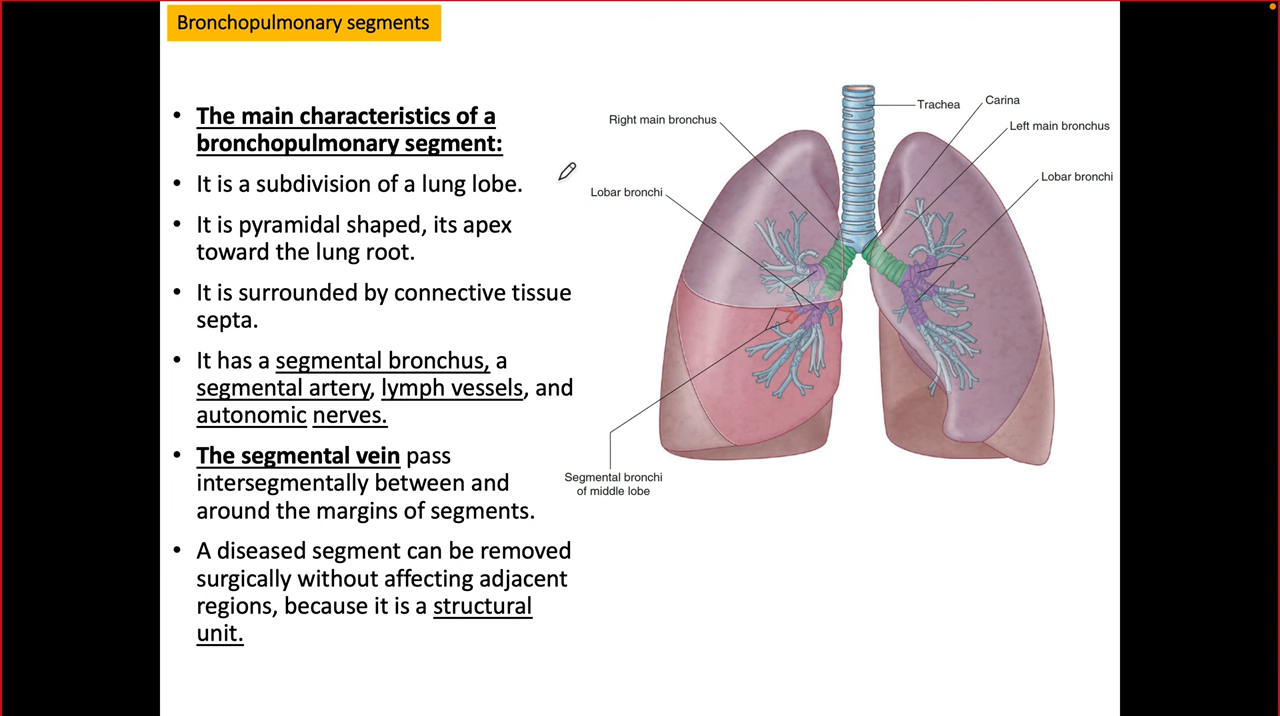 Bronchopulmonary segments
• The main characteristics of a
bronchopulmonary segment:
• It is a subdivision of a lung lobe.
• It is pyramidal shaped, its apex
toward the lung root.
• It is surrounded by connective tissue
septa.
• It has a segmental bronchus, a
segmental artery, lymph vessels, and
autonomic nerves.
• The segmental vein pass
intersegmentally between and
around the margins of segments.
• A diseased segment can be removed
surgically without affecting adjacent
regions, because it is a structural
unit.
Trachea
Carina
Right main bronchus
Left main bronchus
Lobar bronchi
Lobar bronchi
Segmental bronchi
of middle lobe